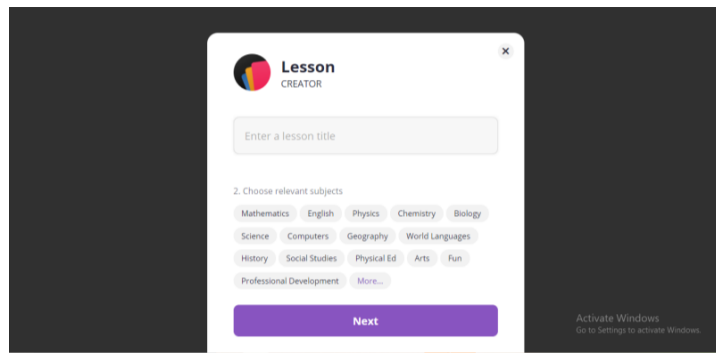 Lesson
CREATOR
Enter a lesson title
2. Choose relevant subjects
Mathematics English Physics Chemistry Biology
Science Computers Geography World Languages
History Social Studies Physical Ed Arts Fun
Professional Development More...
Next
Activate Windows
Go to Settings to activate Windows.